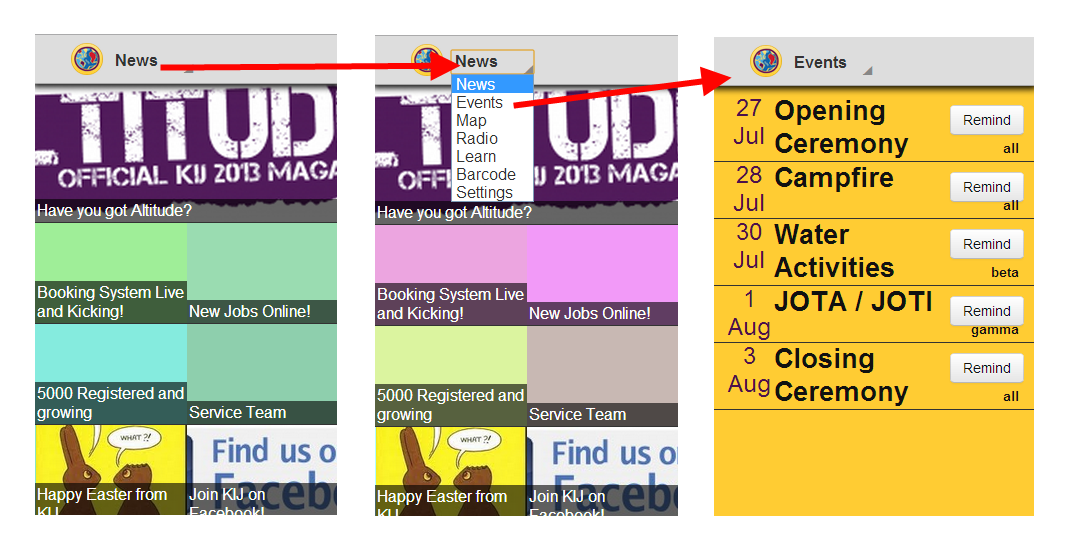 News
TITUD
OFFICIAL KIJ 2013 MAGA
Have you got Altitude?
Booking System Live
and Kicking!
New Jobs Online!
5000 Registered and
growing
Service Team
WHAT ?!
Find us o
Facebo
Happy Easter from
KIJ
Join KIJ on
Facebook!
News
News
Events
Map
Radio
Learn
Barcode
Settings
TITUD
OFF
J 2013 MAGA
Have you got Altitude?
Booking System Live
and Kicking!
New Jobs Online!
5000 Registered and
growing
Service Team
WHAT ?!
Find us o
Facebo
Happy Easter from
KIJ
Join KIJ on
Facebook!
Events
27
Jul
Opening
Ceremony
Remind
all
28
Jul
Campfire
Remind
all
30
Jul
Water
Activities
Remind
beta
1
Aug
JOTA / JOTI
Remind
gamma
3
Aug
Closing
Ceremony
Remind
all